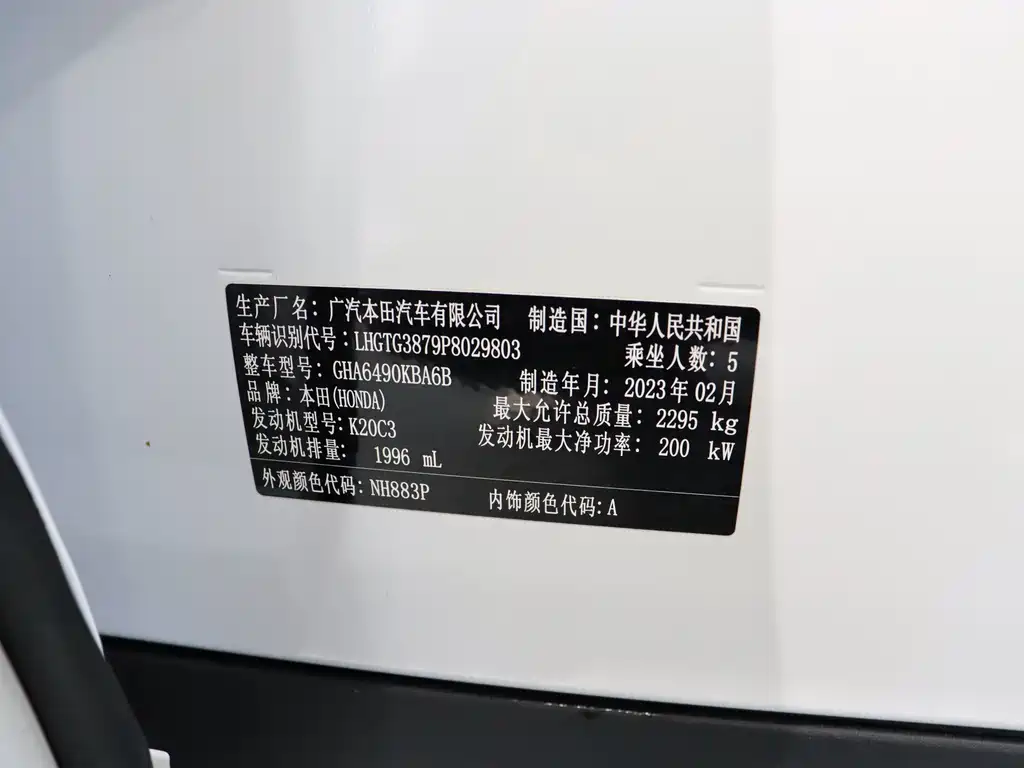 生产厂名：广汽本田汽车有限公司 制造国：中华人民共和国
车辆识别代号：LHGTG3879P8029803 乘坐人数：5
整车型号：GHA6490KBA6B 制造年月：2023年02月
品牌：本田(HONDA) 最大允许总质量：2295 kg
发动机型号：K20C3 发动机最大净功率：200 kW
发动机排量：1996 mL
外观颜色代码：NH883P 内饰颜色代码：A